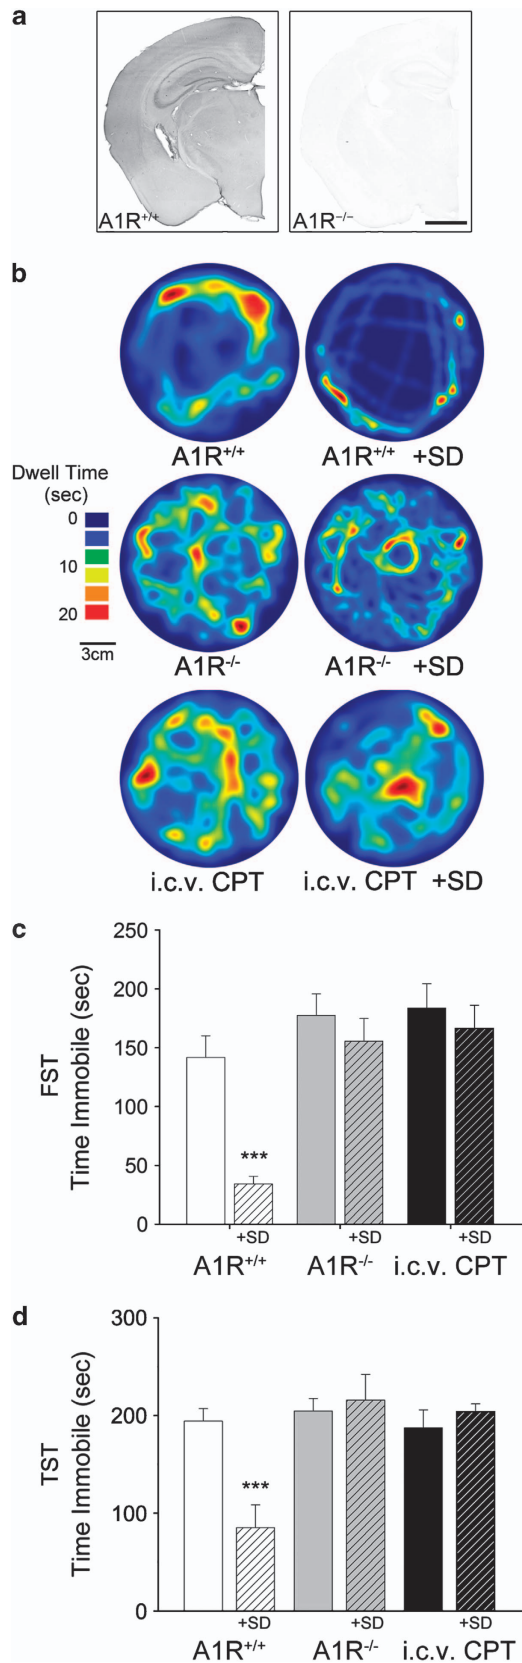 a
A1R+/+
A1R−/−
b
A1R+/+
A1R+/+ +SD
Dwell Time
(sec)
0
10
20
3cm
A1R-/-
A1R-/- +SD
i.c.v. CPT
i.c.v. CPT +SD
c
FST
Time Immobile (sec)
250
200
150
100
50
0
***
+SD
+SD
+SD
A1R+/+
A1R-/-
i.c.v. CPT
d
TST
Time Immobile (sec)
300
200
100
0
***
+SD
+SD
+SD
A1R+/+
A1R-/-
i.c.v. CPT